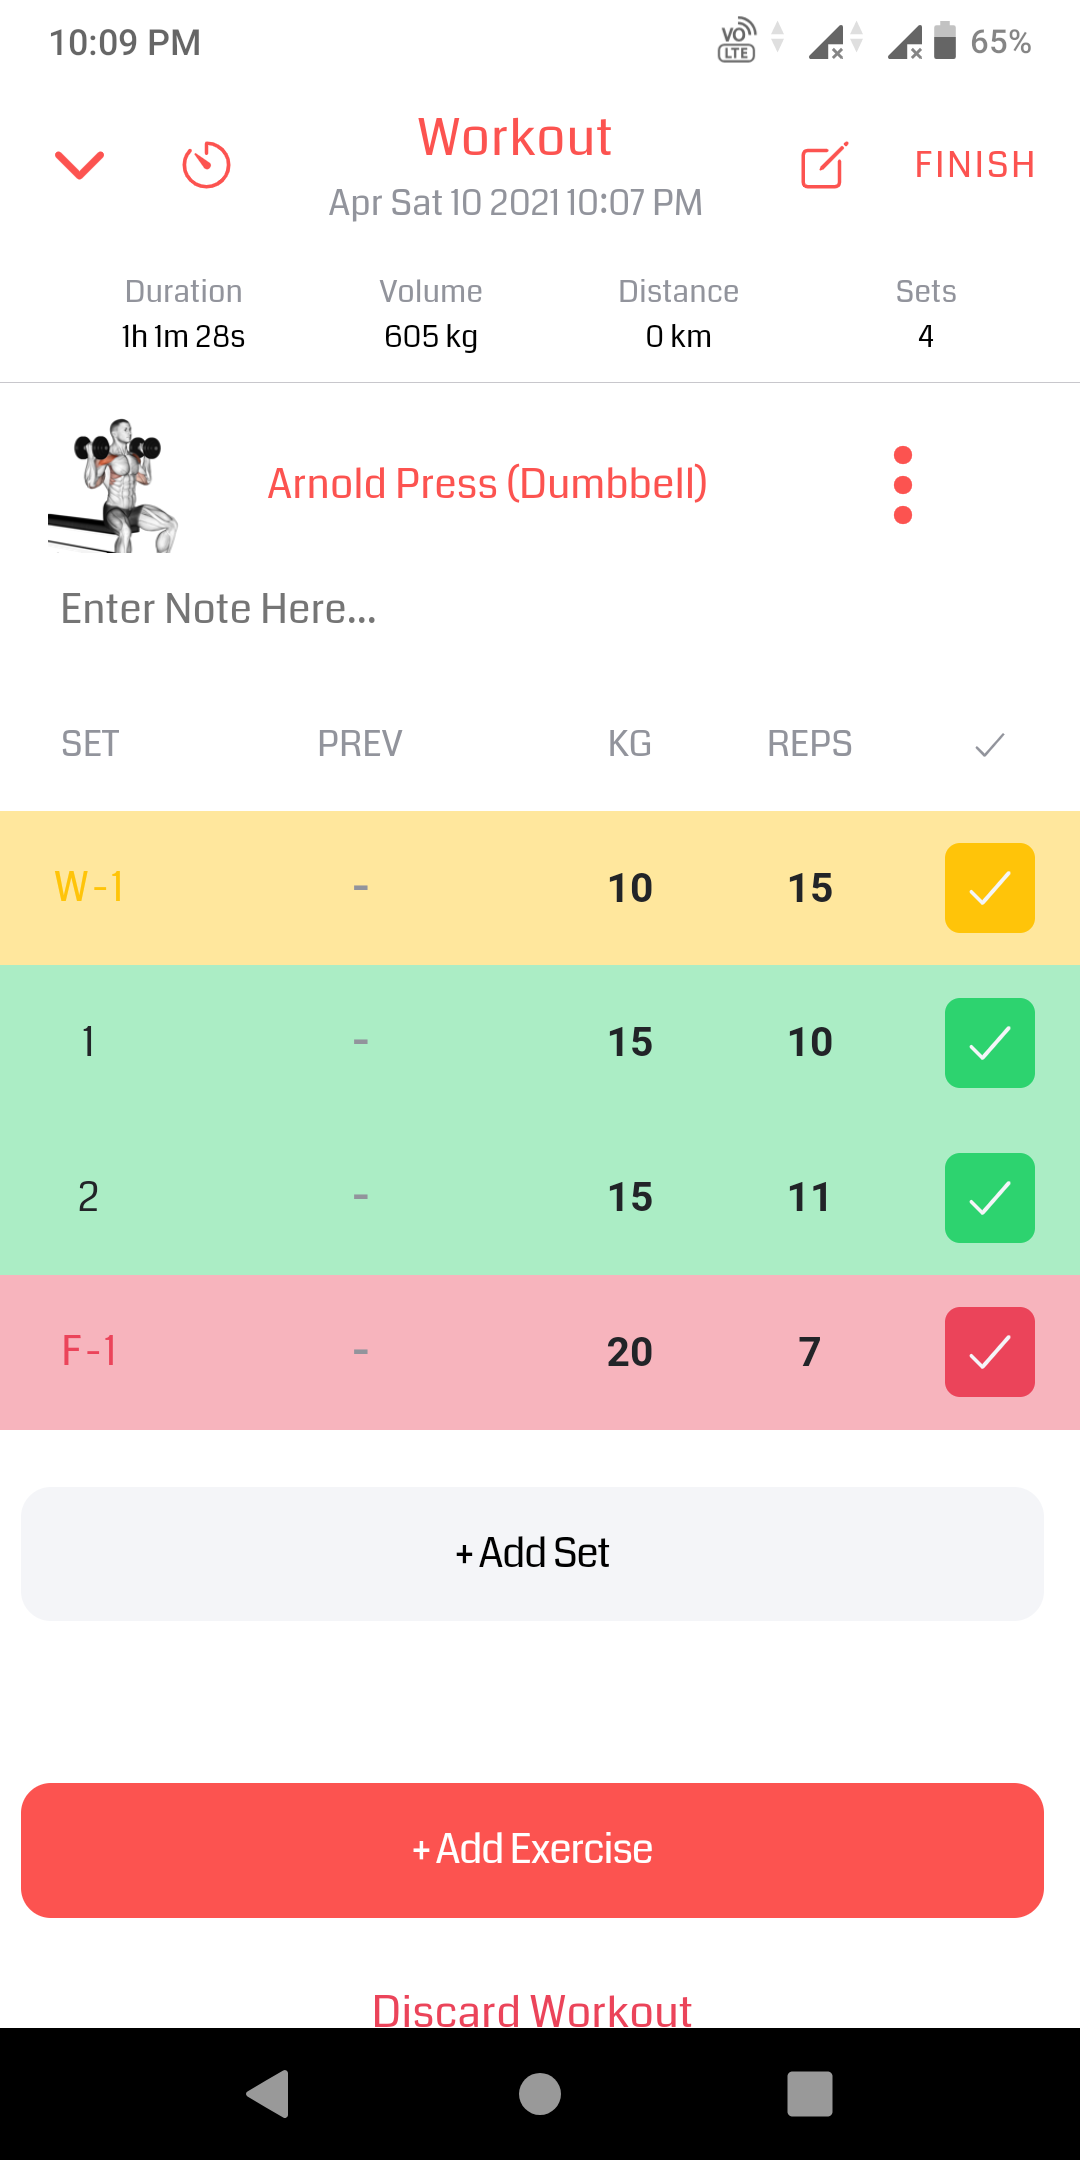 10:09 PM VO LTE 65%
Workout
Apr Sat 10 2021 10:07 PM
FINISH
Duration Volume Distance Sets
1h 1m 28s 605 kg 0 km 4
Arnold Press (Dumbbell)
Enter Note Here...
SET PREV KG REPS ✓
W-1 - 10 15
1 - 15 10
2 - 15 11
F-1 - 20 7
+ Add Set
+ Add Exercise
Discard Workout